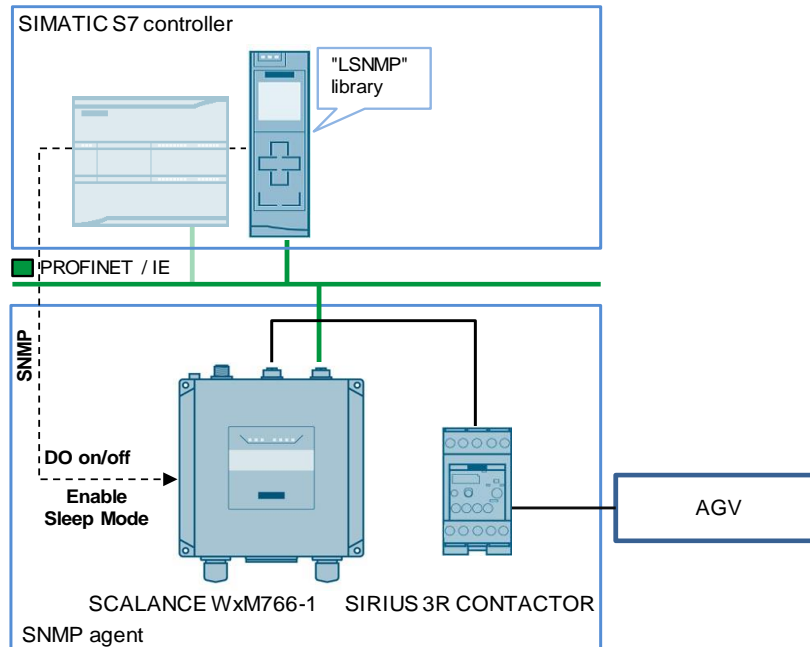 SIMATIC S7 controller
"LSNMP"
library
PROFINET / IE
SNMP
DO on/off
Enable
Sleep Mode
AGV
SCALANCE WxM766-1
SIRIUS 3R CONTACTOR
SNMP agent